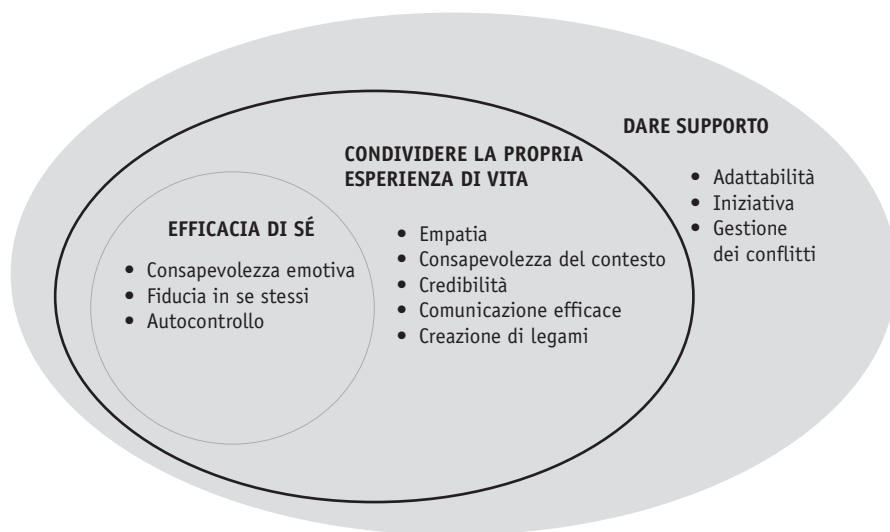 EFFICACIA DI SÉ
• Consapevolezza emotiva
• Fiducia in se stessi
• Autocontrollo
CONDIVIDERE LA PROPRIA
ESPERIENZA DI VITA
• Empatia
• Consapevolezza del contesto
• Credibilità
• Comunicazione efficace
• Creazione di legami
DARE SUPPORTO
• Adattabilità
• Iniziativa
• Gestione
dei conflitti